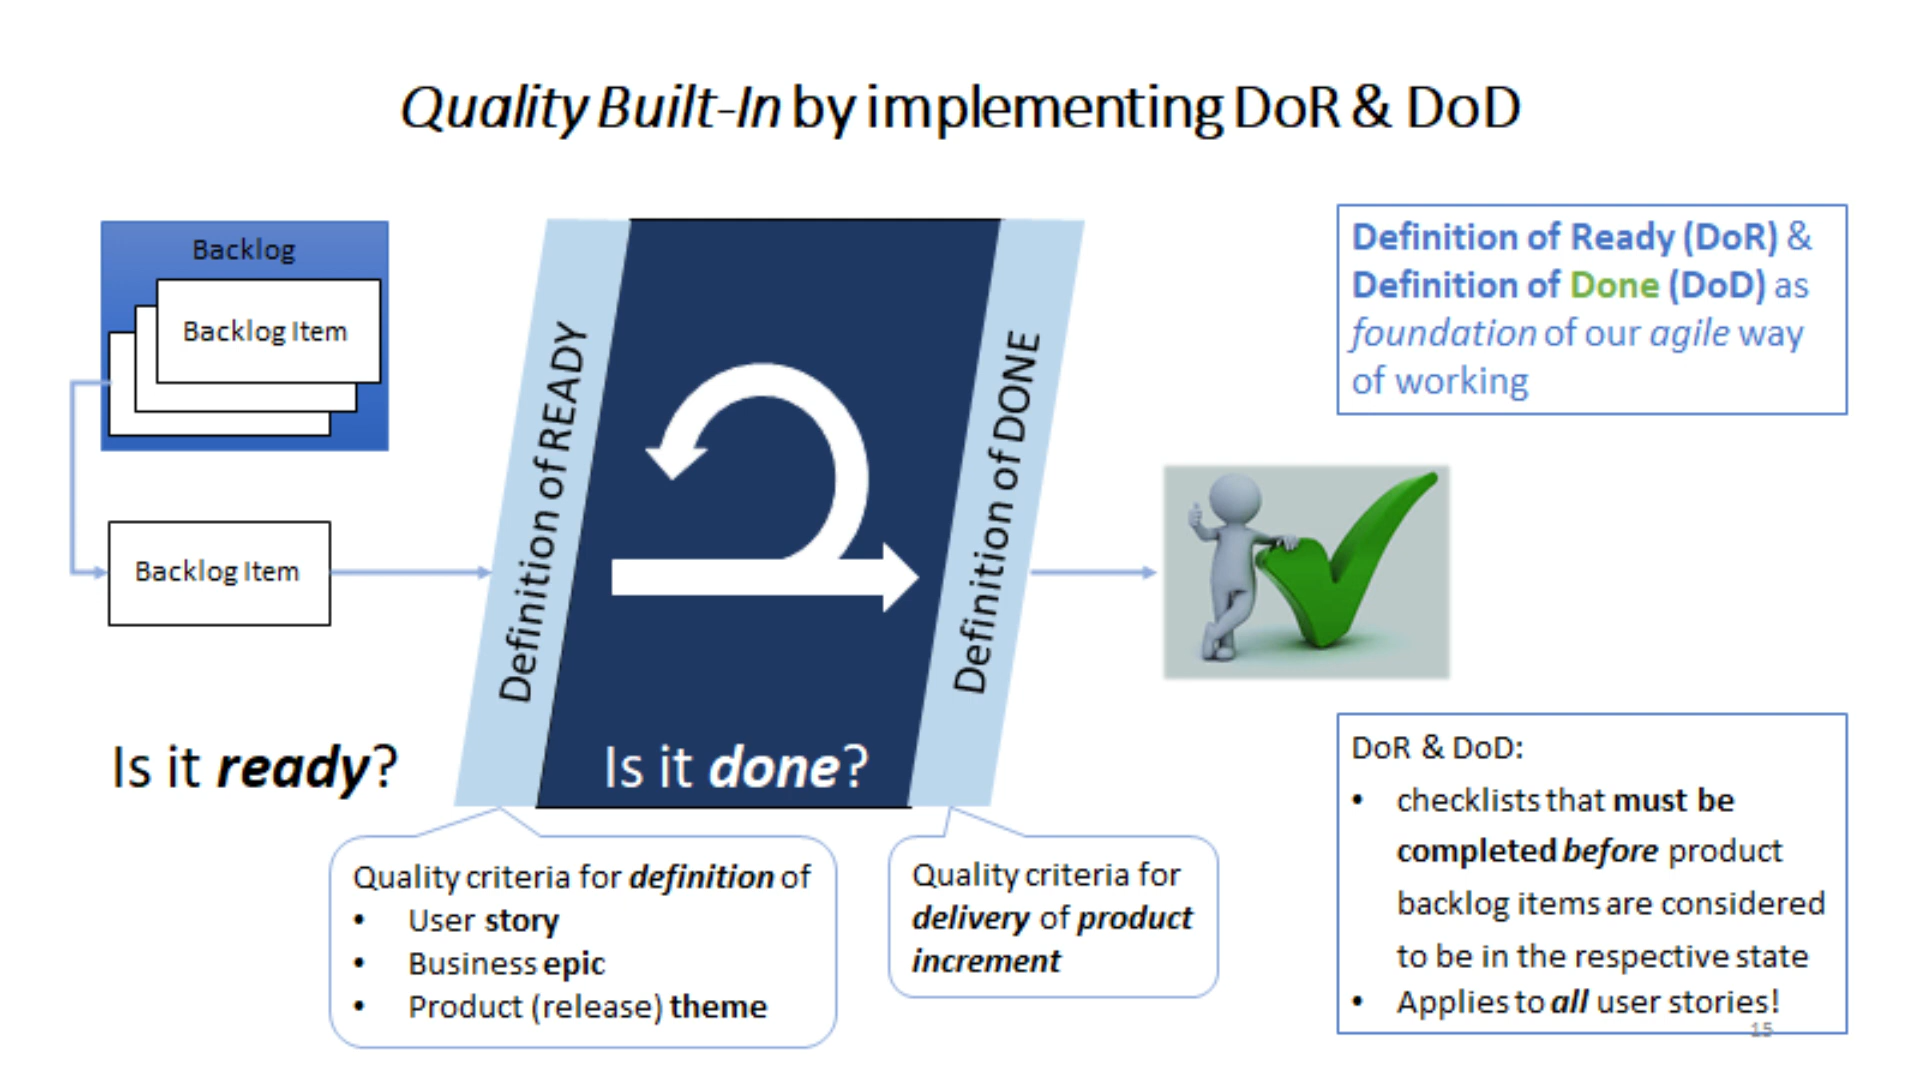 Quality Built-In by implementing DoR & DoD
Backlog
Backlog Item
Backlog Item
Is it ready?
Definition of READY
Is it done?
Definition of DONE
Quality criteria for definition of
• User story
• Business epic
• Product (release) theme
Quality criteria for
delivery of product
increment
Definition of Ready (DoR) &
Definition of Done (DoD) as
foundation of our agile way
of working
DoR & DoD:
• checklists that must be
completed before product
backlog items are considered
to be in the respective state
• Applies to all user stories!
15